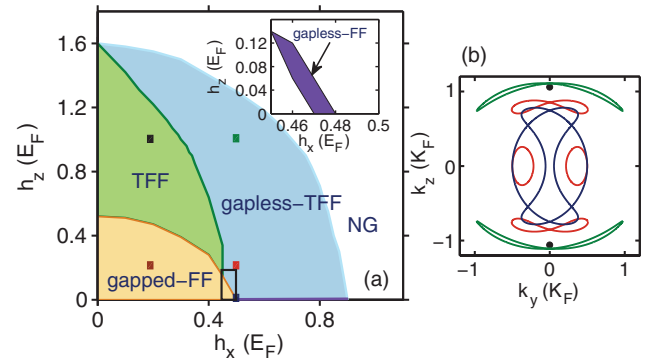 1.6
1.2
0.8
0.4
0
h_z (E_F)
0
0.4
0.8
h_x (E_F)
TFF
gapless-TFF
NG
gapped-FF
(a)
gapless-FF
0.12
0.08
0.04
0
h_z (E_F)
0.46
0.48
0.5
h_x (E_F)
(b)
1
0
-1
k_z (K_F)
-1
0
1
k_y (K_F)